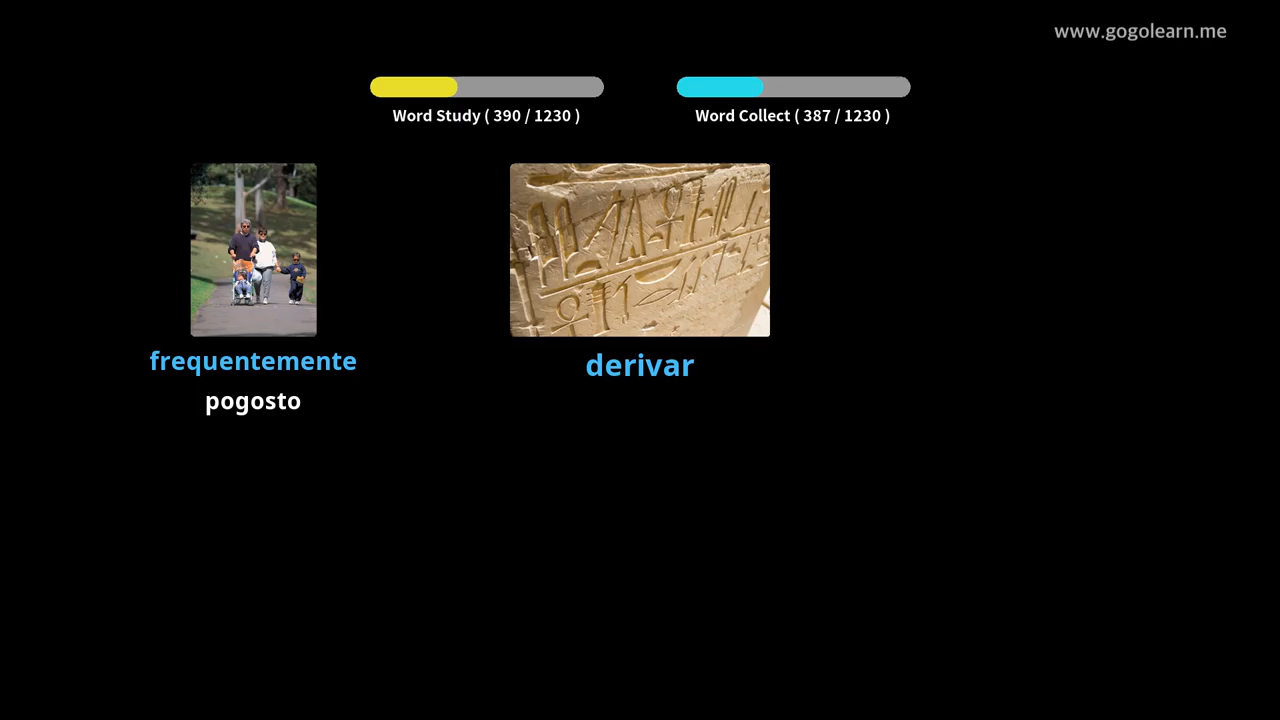 www.gogolearn.me
Word Study ( 390 / 1230 )
Word Collect ( 387 / 1230 )
frequentemente
pogosto
derivar